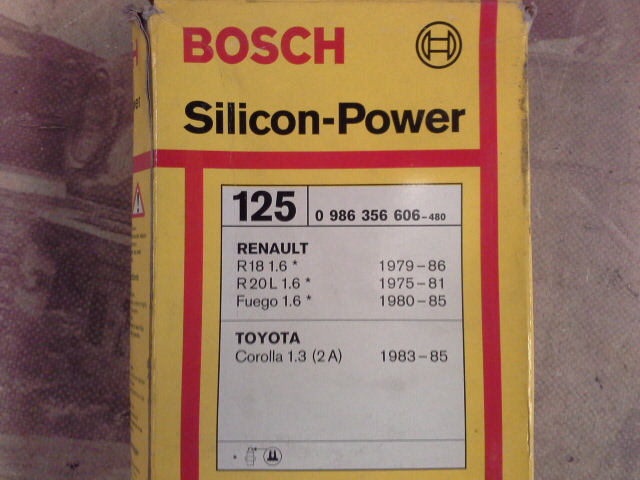 BOSCH
Silicon-Power
125 0 986 356 606-480
RENAULT
R18 1.6 * 1979-86
R20L 1.6 * 1975-81
Fuego 1.6 * 1980-85
TOYOTA
Corolla 1.3 (2A) 1983-85
*